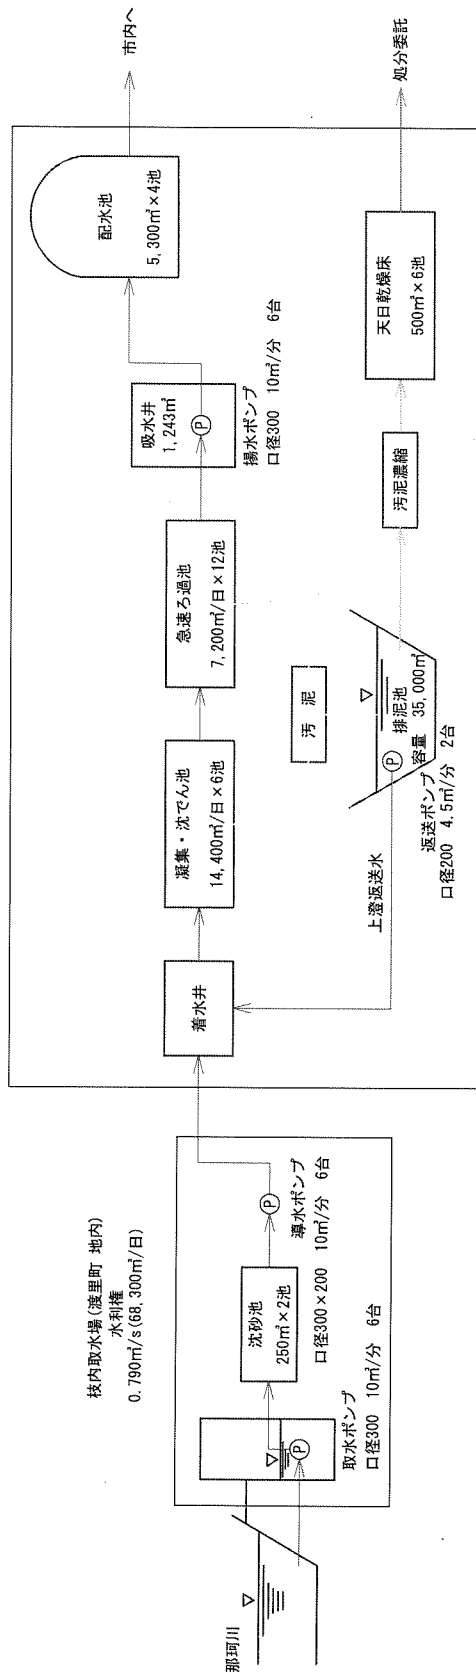 那珂川
枝内取水場(渡里町 地内)
水利権
0.790㎥/s(68,300㎥/日)
P
取水ポンプ
口径300 10㎥/分 6台
沈砂池
250㎥×2池
口径300×200 10㎥/分 6台
P
導水ポンプ
着水井
凝集・沈でん池
14,400㎥/日×6池
急速ろ過池
7,200㎥/日×12池
吸水井
1,243㎥
P
揚水ポンプ
口径300 10㎥/分 6台
配水池
5,300㎥×4池
市内へ
汚 泥
上澄返送水
P
排泥池
容量 35,000㎥
返送ポンプ
口径200 4.5㎥/分 2台
汚泥濃縮
天日乾燥床
500㎡×6池
処分委託